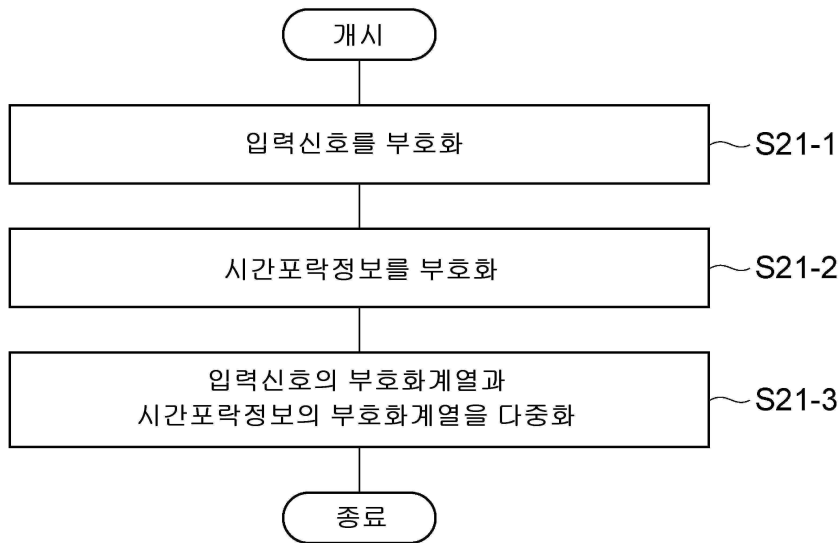 개시
입력신호를 부호화
S21-1
시간포락정보를 부호화
S21-2
입력신호의 부호화계열과
시간포락정보의 부호화계열을 다중화
S21-3
종료